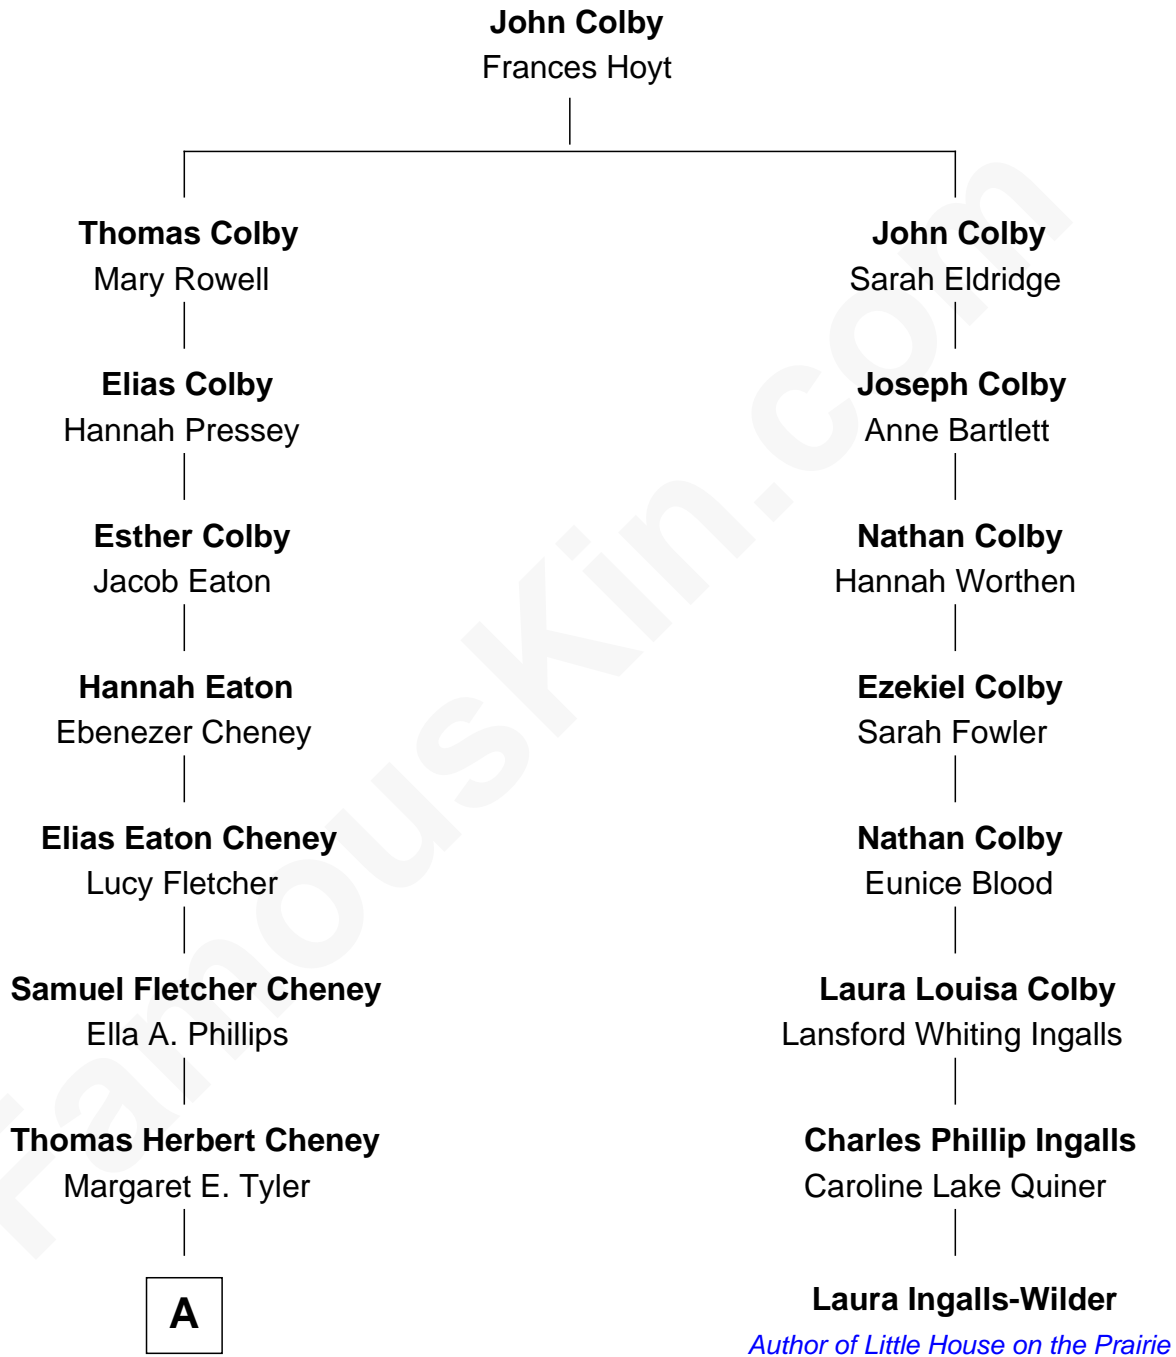 John Colby
Frances Hoyt
Thomas Colby
Mary Rowell
Elias Colby
Hannah Pressey
Esther Colby
Jacob Eaton
Hannah Eaton
Ebenezer Cheney
Elias Eaton Cheney
Lucy Fletcher
Samuel Fletcher Cheney
Ella A. Phillips
Thomas Herbert Cheney
Margaret E. Tyler
A
John Colby
Sarah Eldridge
Joseph Colby
Anne Bartlett
Nathan Colby
Hannah Worthen
Ezekiel Colby
Sarah Fowler
Nathan Colby
Eunice Blood
Laura Louisa Colby
Lansford Whiting Ingalls
Charles Phillip Ingalls
Caroline Lake Quiner
Laura Ingalls-Wilder
Author of Little House on the Prairie
FamousKin.com